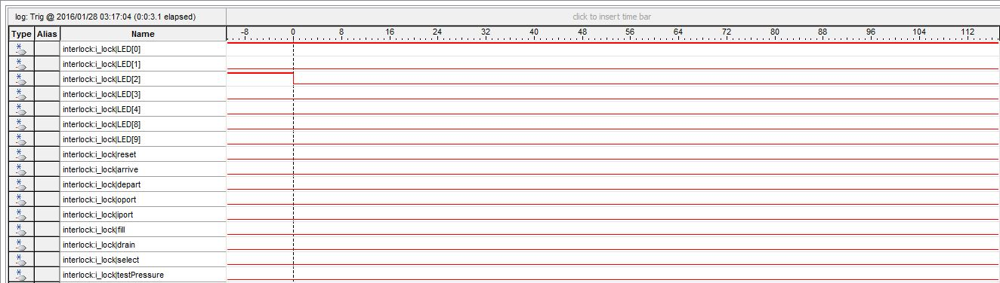 log: Trig @ 2016/01/28 03:17:04 (0:0:3.1 elapsed) click to insert time bar
Type Alias Name -8 0 8 16 24 32 40 48 56 64 72 80 88 96 104 112
interlock:i_lock|LED[0]
interlock:i_lock|LED[1]
interlock:i_lock|LED[2]
interlock:i_lock|LED[3]
interlock:i_lock|LED[4]
interlock:i_lock|LED[8]
interlock:i_lock|LED[9]
interlock:i_lock|reset
interlock:i_lock|arrive
interlock:i_lock|depart
interlock:i_lock|oport
interlock:i_lock|iport
interlock:i_lock|fill
interlock:i_lock|drain
interlock:i_lock|select
interlock:i_lock|testPressure